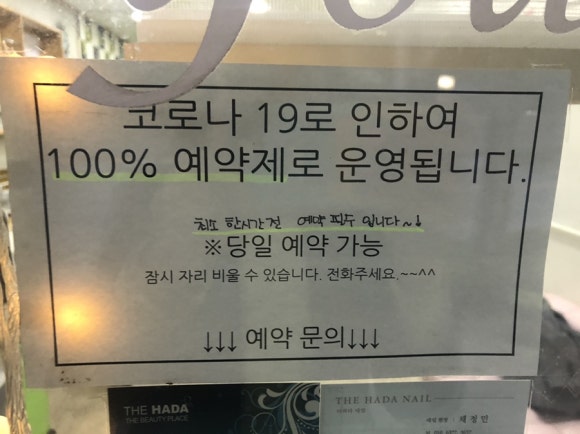 you
코로나 19로 인하여
100% 예약제로 운영됩니다.
최소 한시간 전 예약 필수 입니다~!
※당일 예약 가능
잠시 자리 비울 수 있습니다. 전화주세요.~~^^
↓↓↓ 예약 문의↓↓↓
THE HADA
THE BEAUTY PLACE
THE HADA NAIL